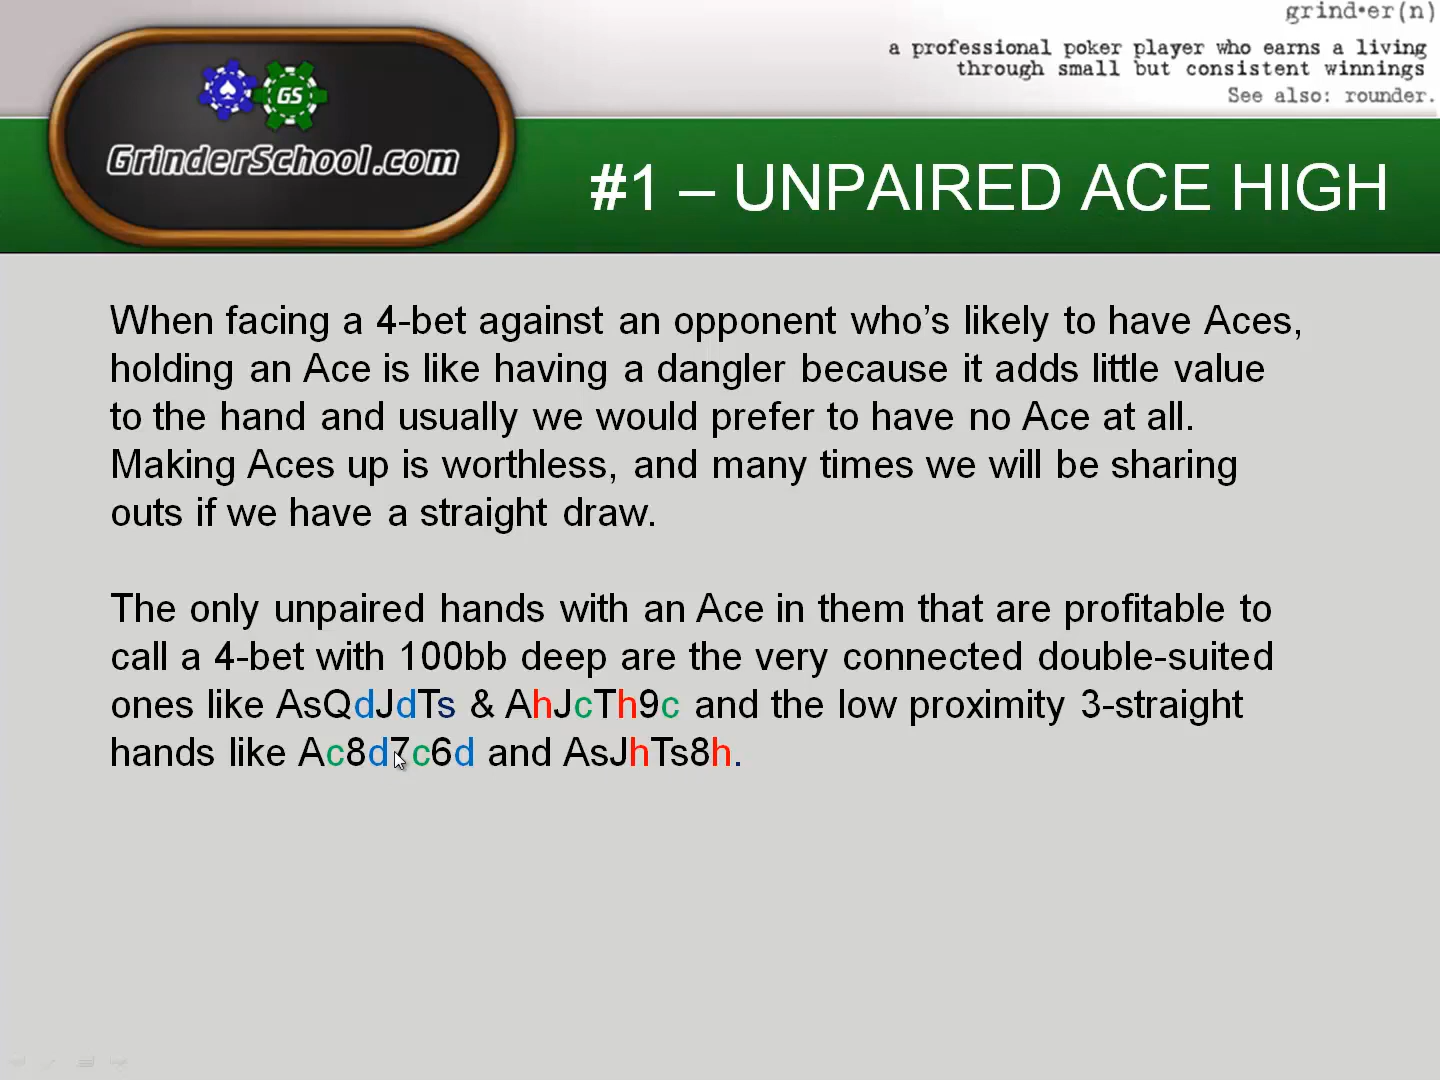 grind•er(n)
a professional poker player who earns a living
through small but consistent winnings
See also: rounder.
GS
GrinderSchool.com
#1 – UNPAIRED ACE HIGH
When facing a 4-bet against an opponent who’s likely to have Aces,
holding an Ace is like having a dangler because it adds little value
to the hand and usually we would prefer to have no Ace at all.
Making Aces up is worthless, and many times we will be sharing
outs if we have a straight draw.
The only unpaired hands with an Ace in them that are profitable to
call a 4-bet with 100bb deep are the very connected double-suited
ones like AsQdJdTs & AhJcTh9c and the low proximity 3-straight
hands like Ac8d7c6d and AsJhTs8h.